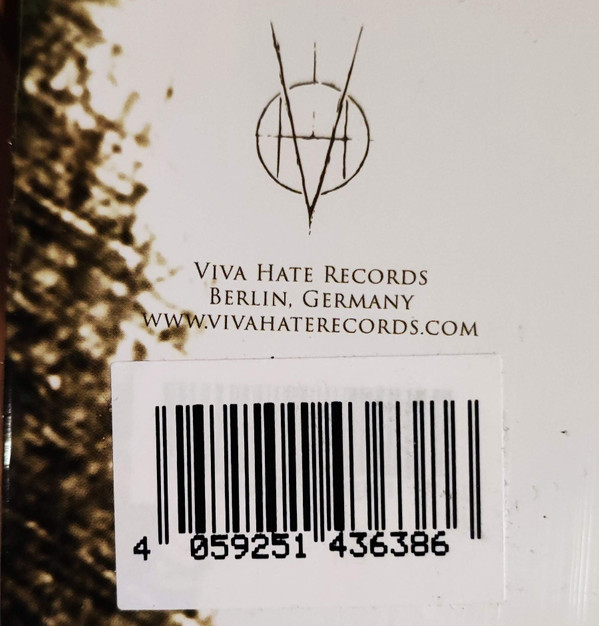 VIVA HATE RECORDS
BERLIN, GERMANY
WWW.VIVAHATERECORDS.COM
4 059251 436386